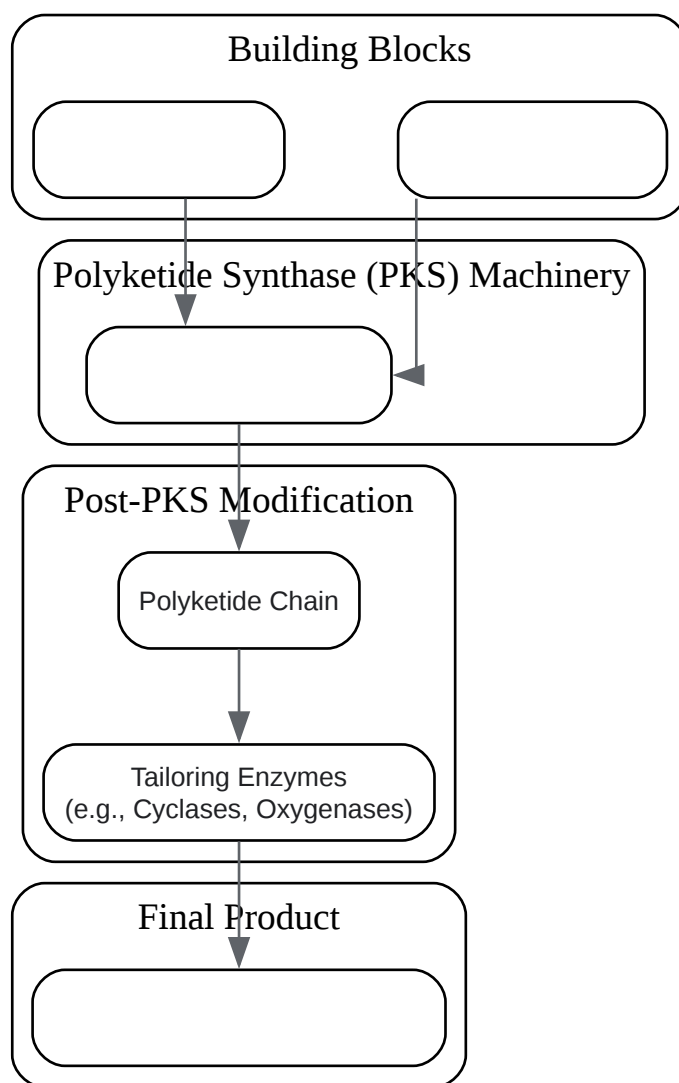 Building Blocks
Polyketide Synthase (PKS) Machinery
Post-PKS Modification
Polyketide Chain
Tailoring Enzymes
(e.g., Cyclases, Oxygenases)
Final Product